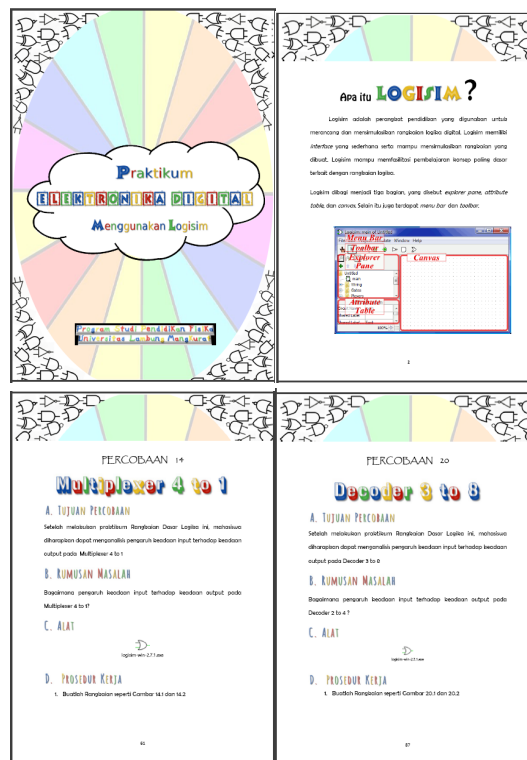 Praktikum
ELEKTRONIKA DIGITAL
Menggunakan Logisim
Program Studi Pendidikan Fisika
Universitas Lambung Mangkurat
Apa itu LOGISIM ?
Logisim adalah perangkat pendidikan yang digunakan untuk
merancang dan mensimulasikan rangkaian logika digital. Logisim memiliki
interface yang sederhana serta mampu mensimulasikan rangkaian yang
dibuat. Logisim mampu memfasilitasi pembelajaran konsep paling dasar
terkait dengan rangkaian logika.
Logisim dibagi menjadi tiga bagian, yang disebut explorer pane, attribute
table, dan canvas. Selain itu juga terdapat menu bar dan toolbar.
Window Help
Menu Bar
Toolbar
Explorer
Pane
Canvas
Attribute
Table
PERCOBAAN 14
Multiplexer 4 to 1
A. TUJUAN PERCOBAAN
Setelah melakukan praktikum Rangkaian Dasar Logika ini, mahasiswa
diharapkan dapat menganalisis pengaruh keadaan input terhadap keadaan
output pada Multiplexer 4 to 1
B. RUMUSAN MASALAH
Bagaimana pengaruh keadaan input terhadap keadaan output pada
Multiplexer 4 to 1?
C. ALAT
logisim-win-2.7.1.exe
D. PROSEDUR KERJA
1. Buatlah Rangkaian seperti Gambar 14.1 dan 14.2
PERCOBAAN 20
Decoder 3 to 8
A. TUJUAN PERCOBAAN
Setelah melakukan praktikum Rangkaian Dasar Logika ini, mahasiswa
diharapkan dapat menganalisis pengaruh keadaan input terhadap keadaan
output pada Decoder 3 to 8
B. RUMUSAN MASALAH
Bagaimana pengaruh keadaan input terhadap keadaan output pada
Decoder 2 to 4 ?
C. ALAT
logisim-win-2.7.1.exe
D. PROSEDUR KERJA
1. Buatlah Rangkaian seperti Gambar 20.1 dan 20.2